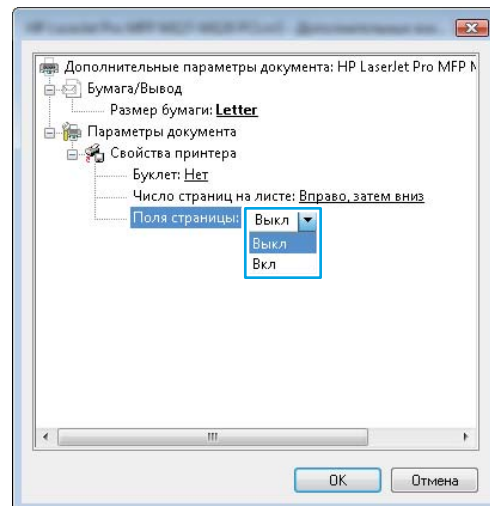 Дополнительные параметры документа: HP LaserJet Pro MFP M
Бумага/Вывод
Размер бумаги: Letter
Параметры документа
Свойства принтера
Буклет: Нет
Число страниц на листе: Вправо, затем вниз
Поля страницы: Выкл
Выкл
Вкл
OK Отмена